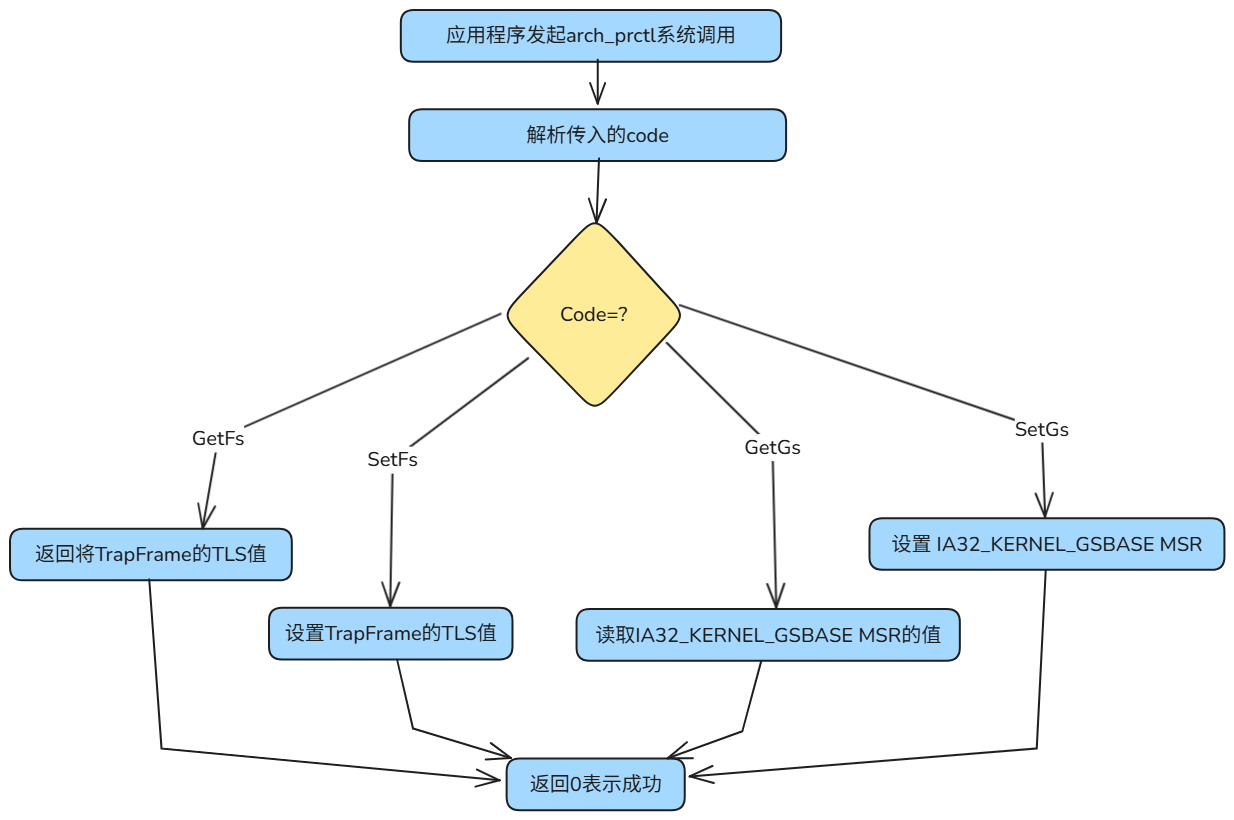 应用程序发起arch_prctl系统调用
解析传入的code
Code=?
GetFs
SetFs
GetGs
SetGs
返回将TrapFrame的TLS值
设置TrapFrame的TLS值
读取IA32_KERNEL_GSBASE MSR的值
设置 IA32_KERNEL_GSBASE MSR
返回0表示成功